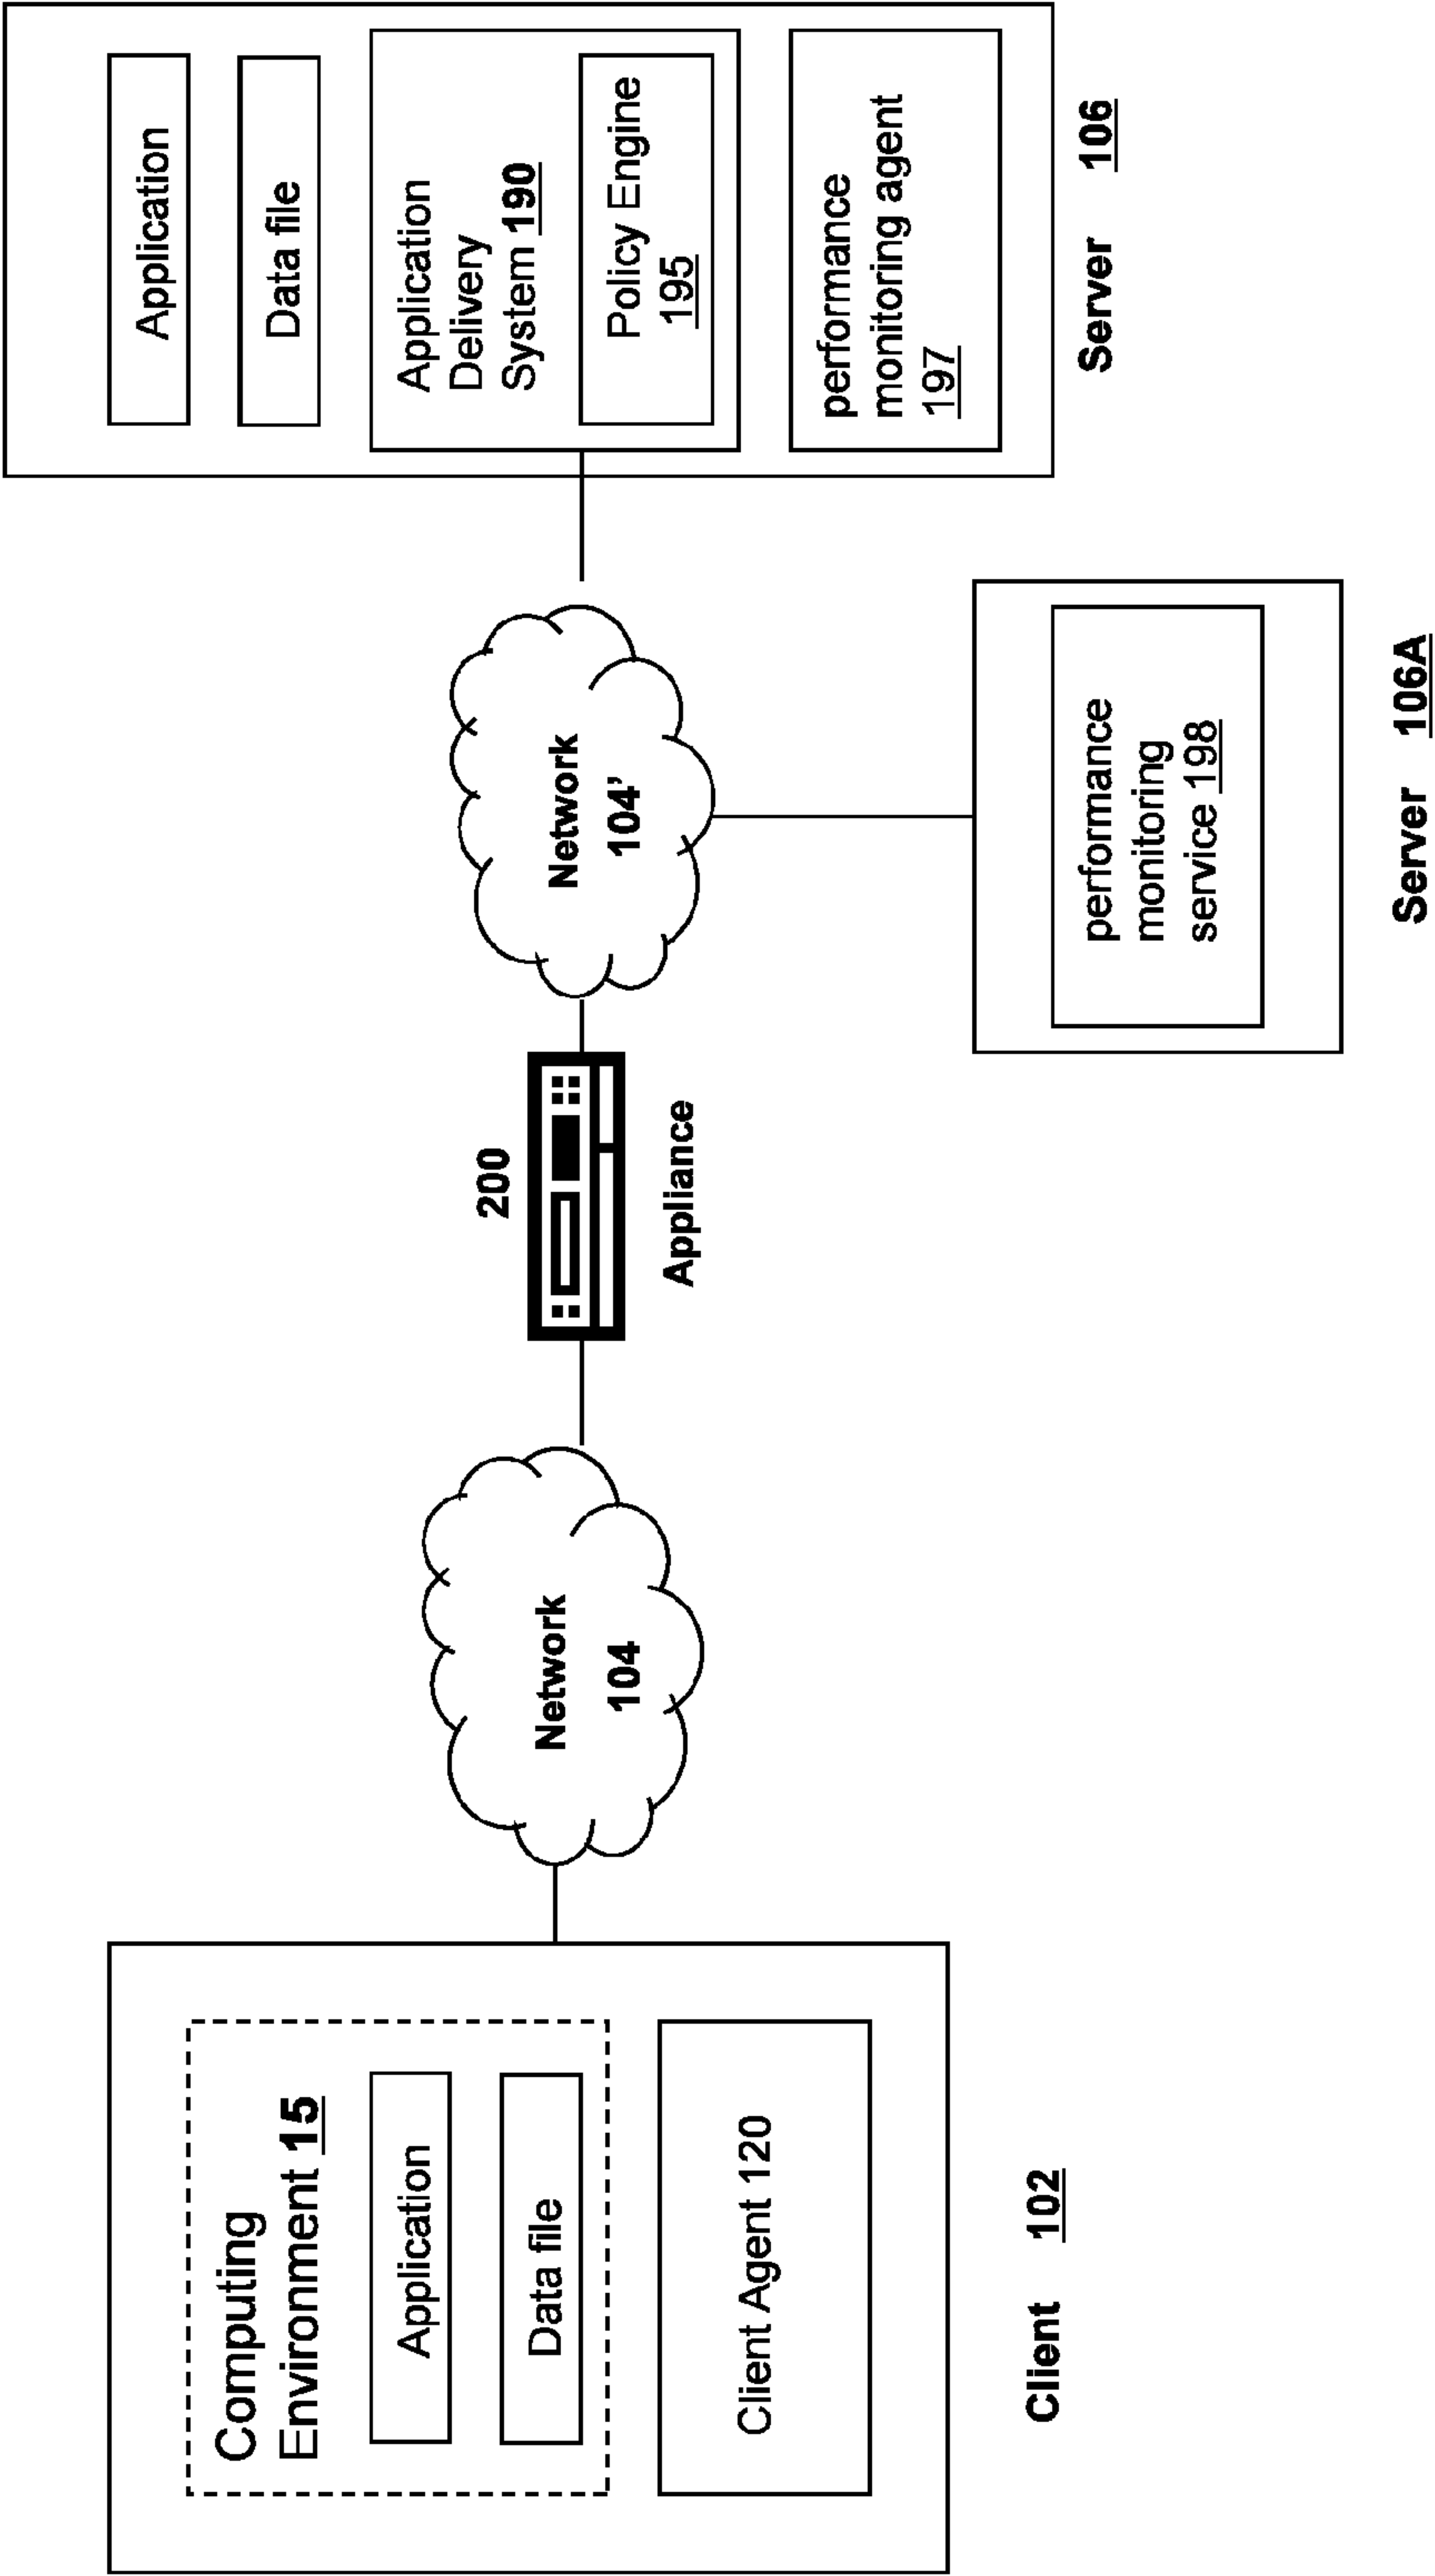 Computing
Environment 15
Application
Data file
Client Agent 120
Client 102
Network
104
200
Appliance
Network
104’
performance
monitoring
service 198
Server 106A
Application
Data file
Application
Delivery
System 190
Policy Engine
195
performance
monitoring agent
197
Server 106